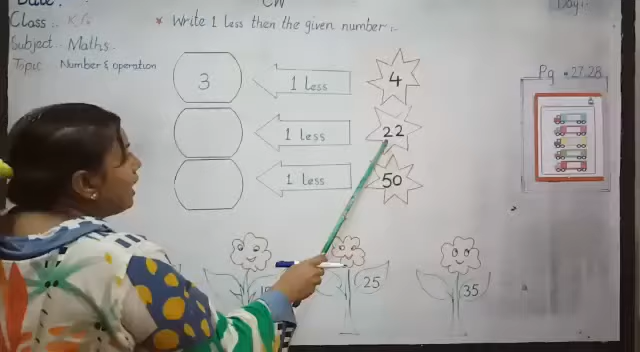 Date:
CW
Day:
Class:- K.G
* Write 1 less then the given number:-
Subject:- Maths.
Topic Number & operation
3
1 Less
4
Pg # 27,28
1 Less
22
1 Less
50
25
35